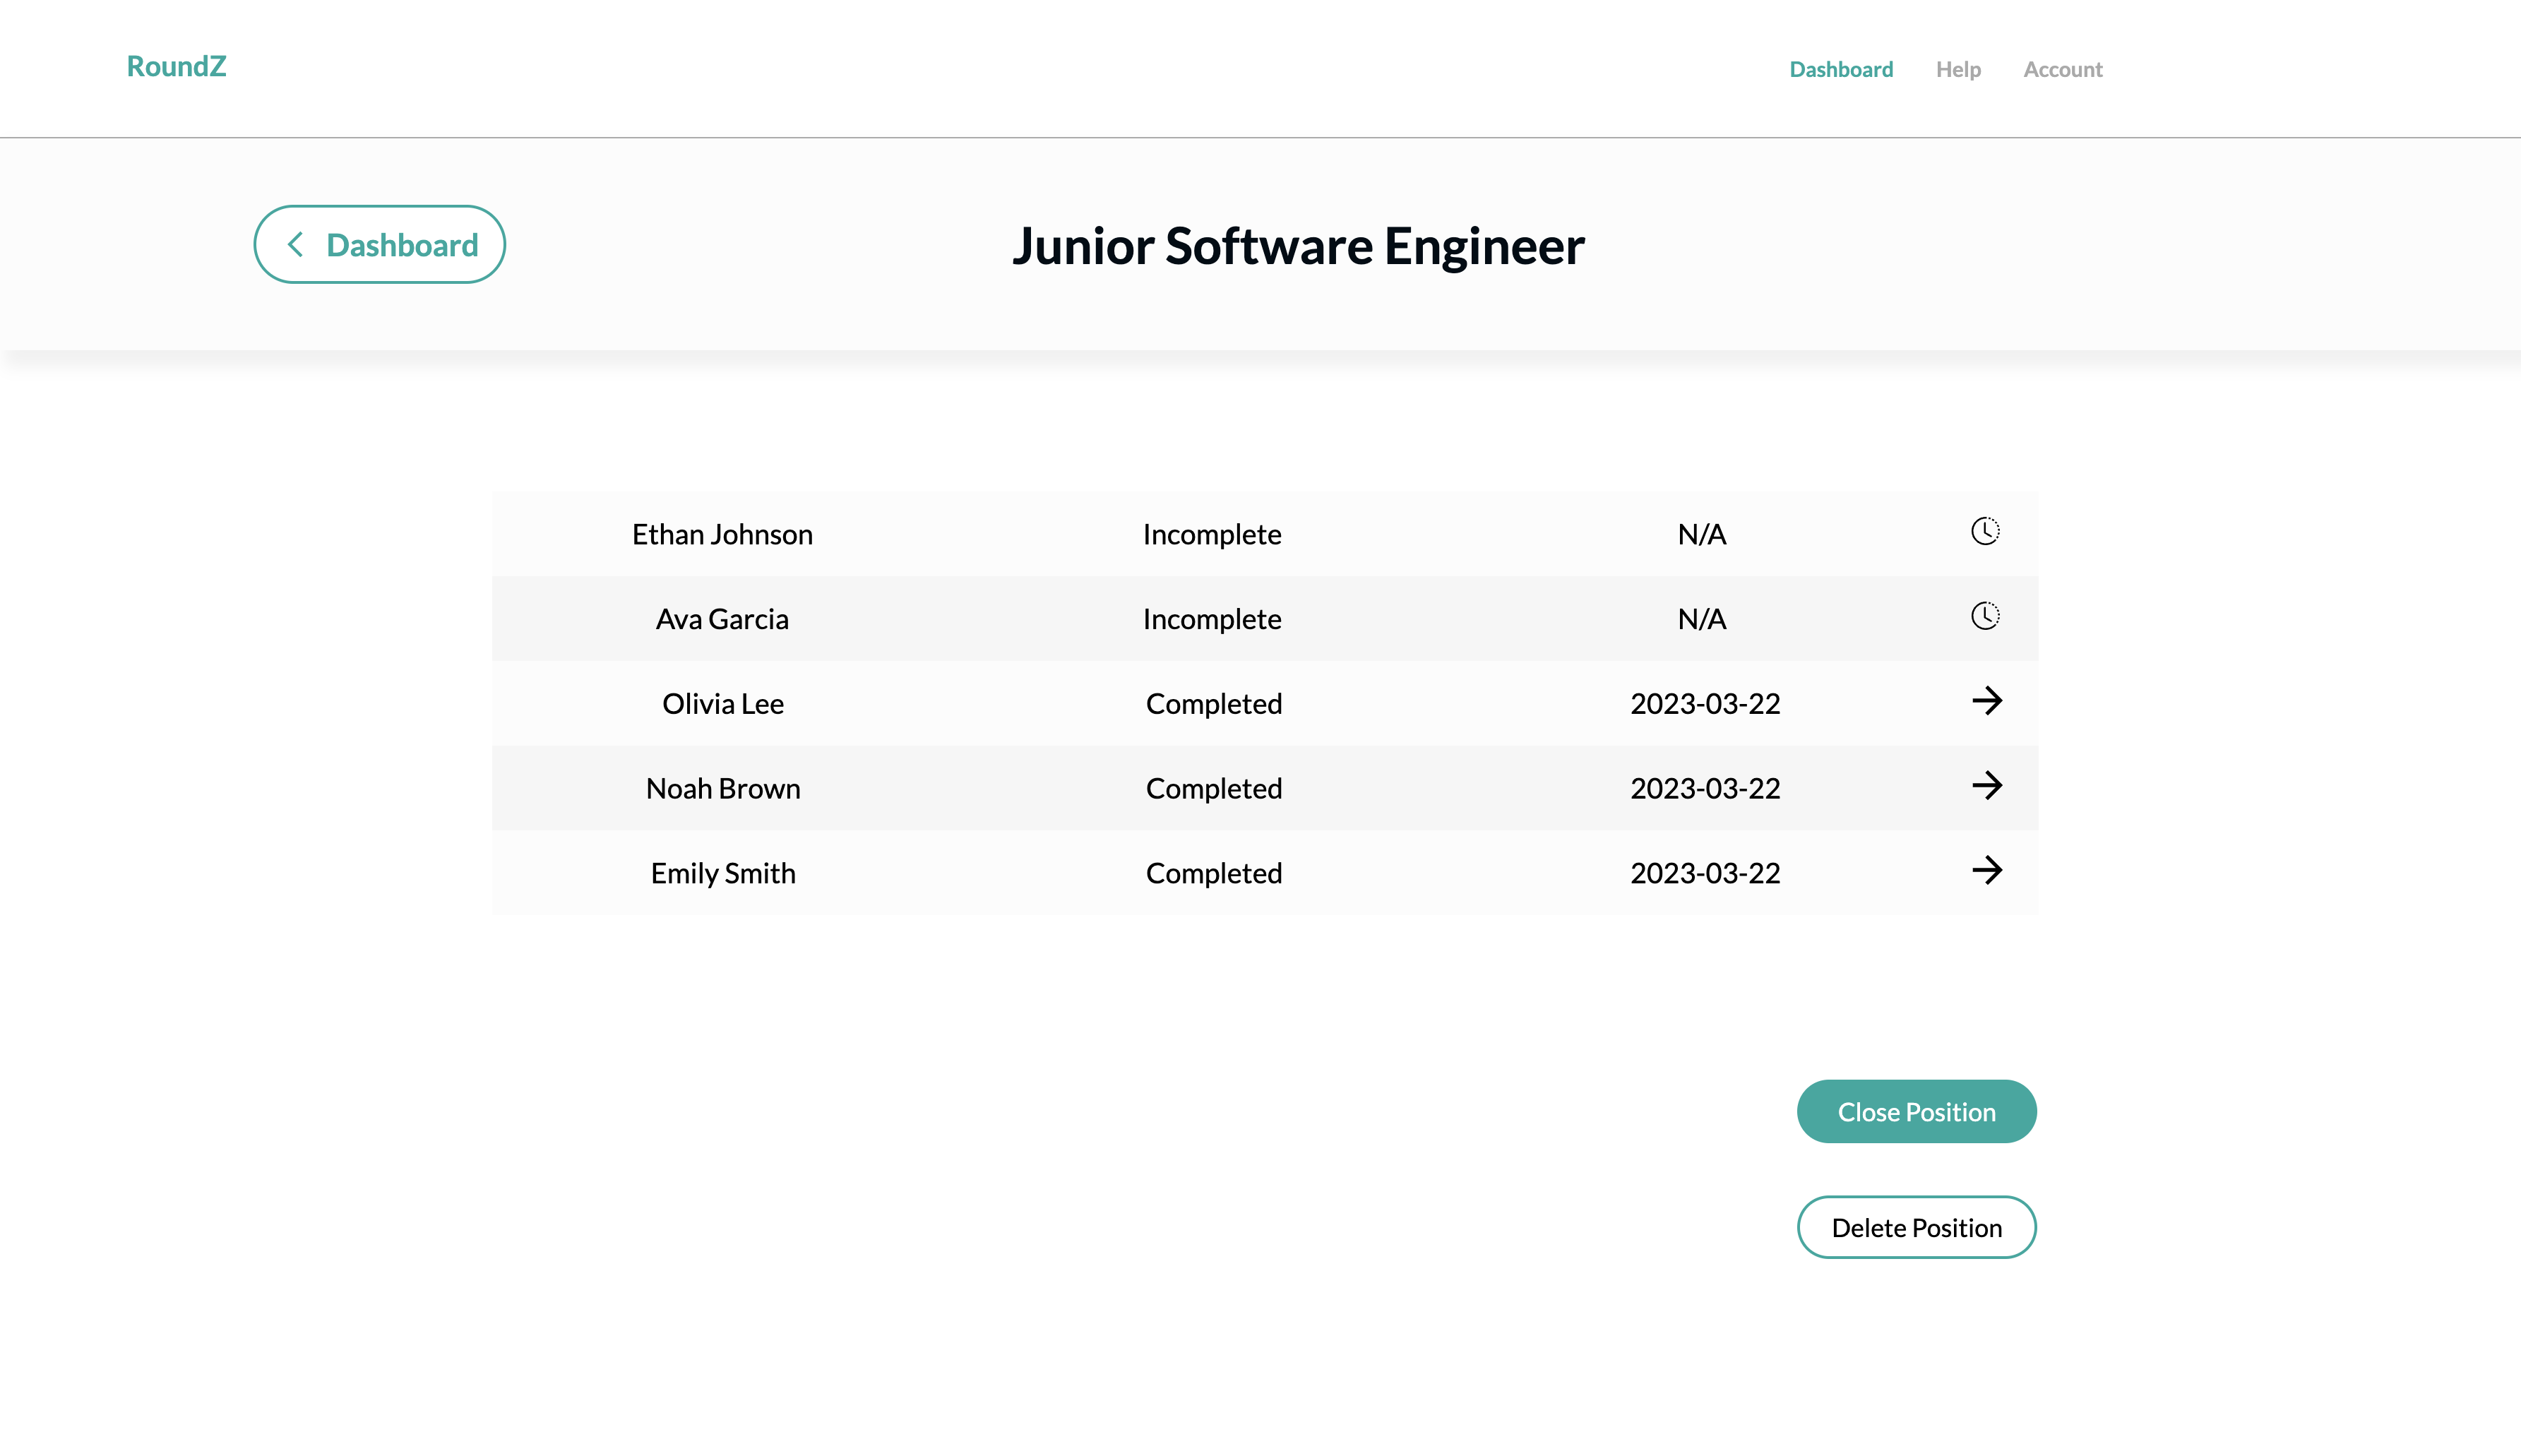 RoundZ
Dashboard Help Account
Dashboard
Junior Software Engineer
Ethan Johnson Incomplete N/A
Ava Garcia Incomplete N/A
Olivia Lee Completed 2023-03-22
Noah Brown Completed 2023-03-22
Emily Smith Completed 2023-03-22
Close Position
Delete Position